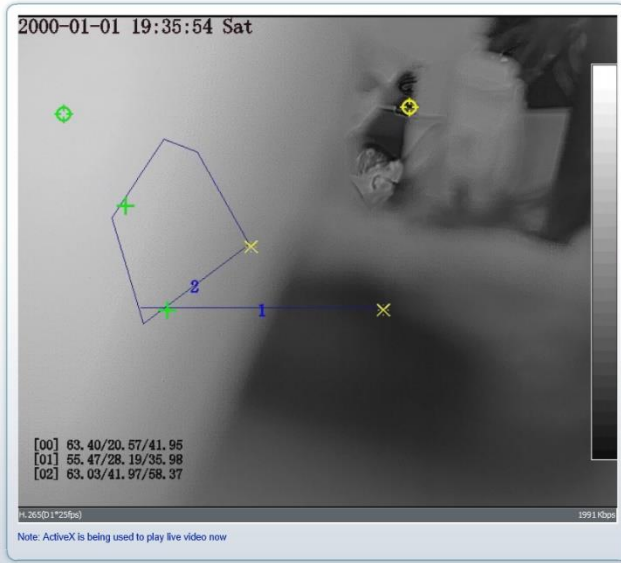 2000-01-01 19:35:54 Sat
2
1
[00] 63.40/20.57/41.95
[01] 55.47/28.19/35.98
[02] 63.03/41.97/58.37
H.265(D1*25fps) 1991 Kbps
Note: ActiveX is being used to play live video now